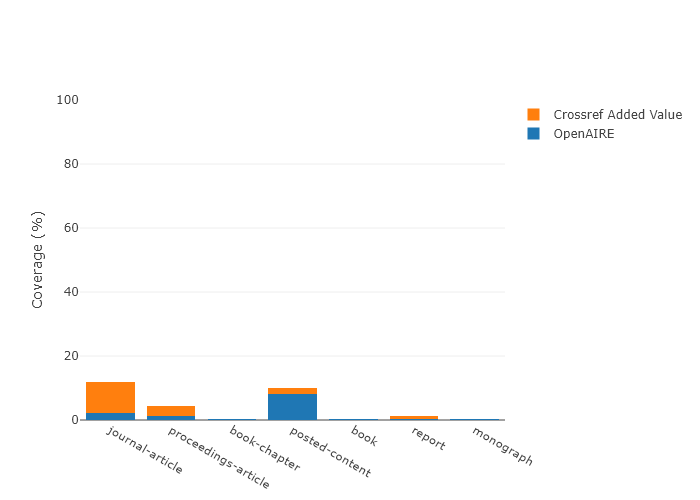 100
80
60
40
20
0
Coverage (%)
journal-article
proceedings-article
book-chapter
posted-content
book
report
monograph
Crossref Added Value
OpenAIRE